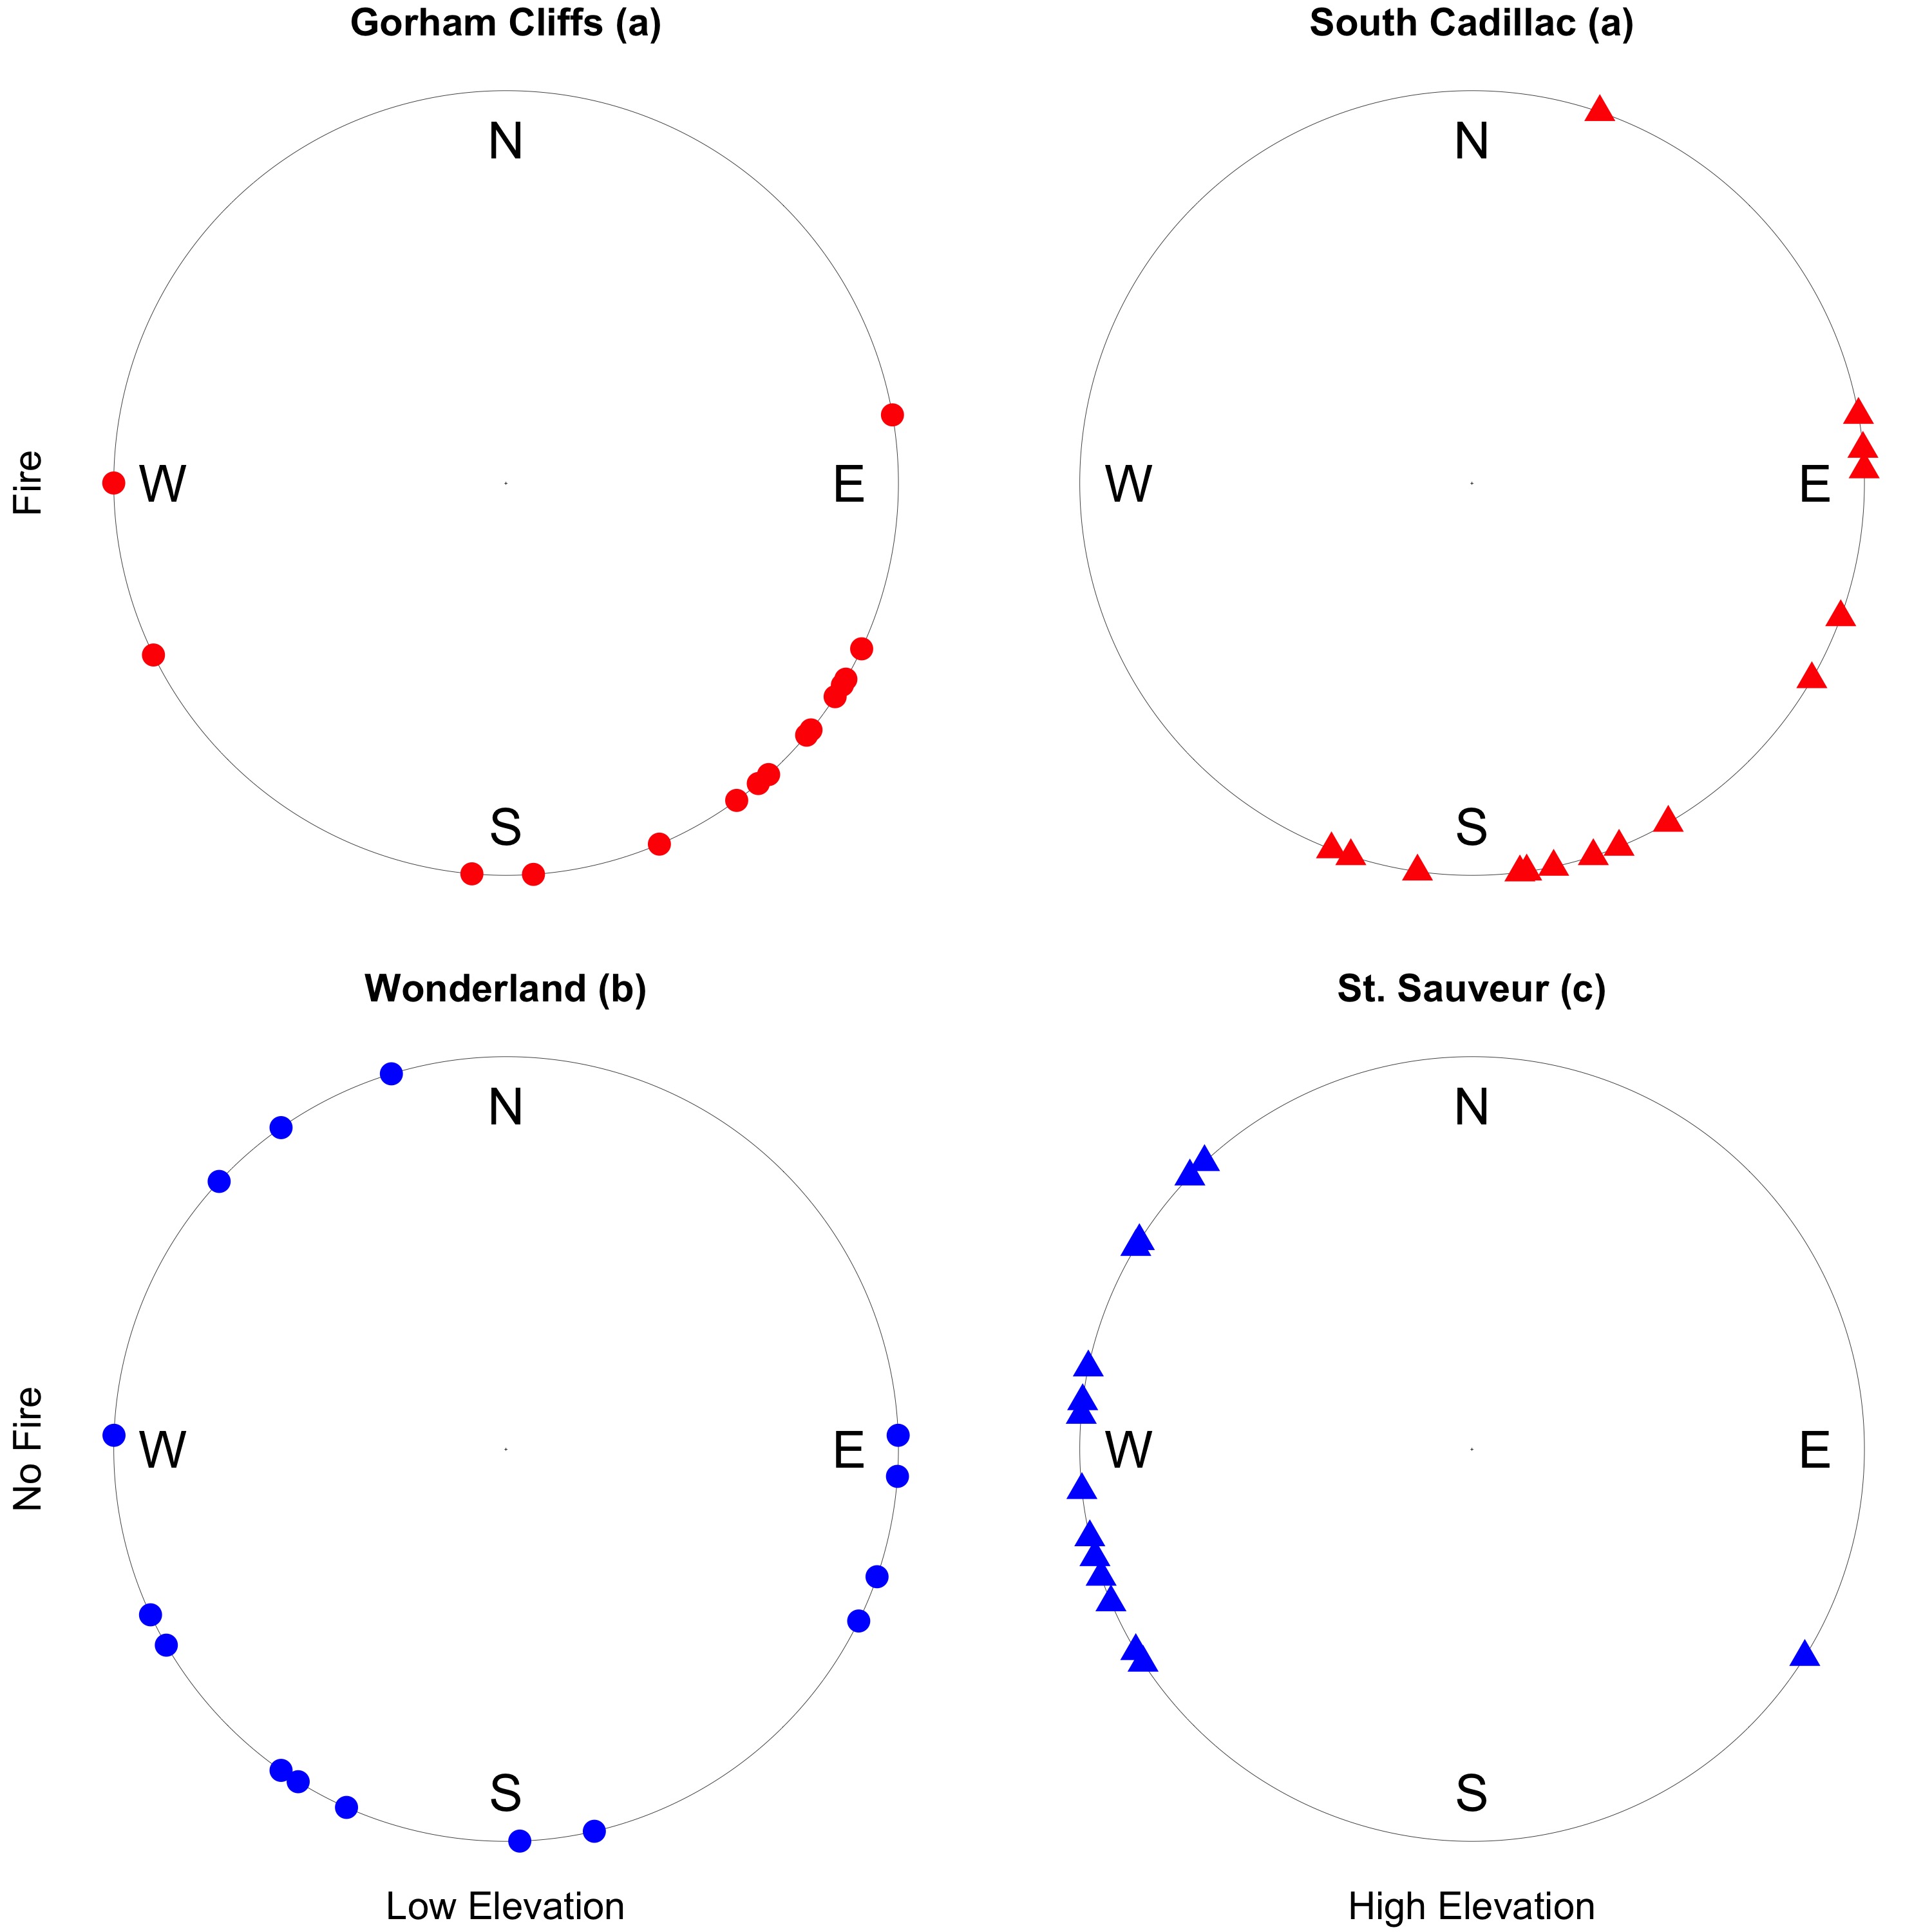 Gorham Cliffs (a)
South Cadillac (a)
N
N
Fire
W
E
W
E
S
S
Wonderland (b)
St. Sauveur (c)
N
N
No Fire
W
E
W
E
S
S
Low Elevation
High Elevation